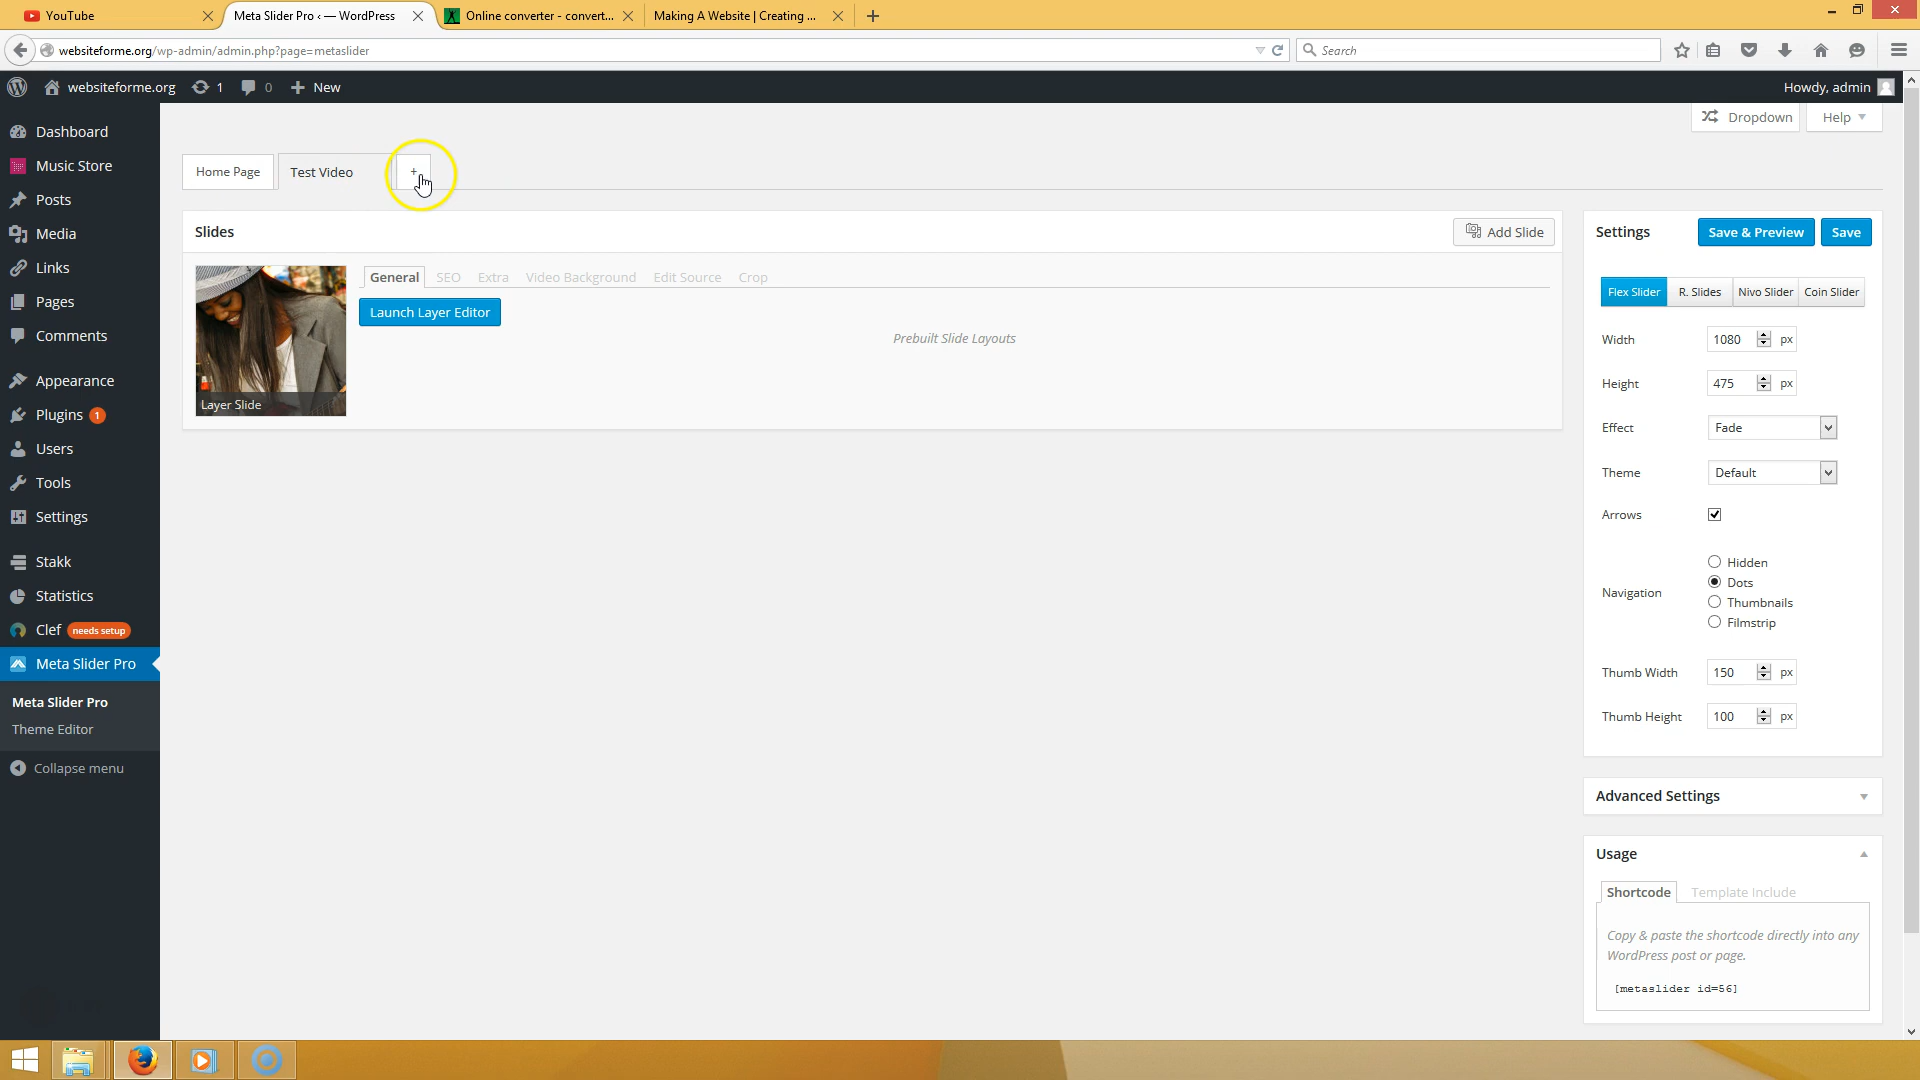 YouTube
Meta Slider Pro ‹ — WordPress
Online converter - convert...
Making A Website | Creating ...
websiteforme.org/wp-admin/admin.php?page=metaslider
Search
websiteforme.org
1
0
New
Howdy, admin
Dropdown
Help
Dashboard
Music Store
Posts
Media
Links
Pages
Comments
Appearance
Plugins 1
Users
Tools
Settings
Stakk
Statistics
Clef needs setup
Meta Slider Pro
Meta Slider Pro
Theme Editor
Collapse menu
Home Page
Test Video
+
Slides
Add Slide
General SEO Extra Video Background Edit Source Crop
Launch Layer Editor
Prebuilt Slide Layouts
Layer Slide
Settings
Save & Preview
Save
Flex Slider R. Slides Nivo Slider Coin Slider
Width 1080 px
Height 475 px
Effect Fade
Theme Default
Arrows
Navigation
Hidden
Dots
Thumbnails
Filmstrip
Thumb Width 150 px
Thumb Height 100 px
Advanced Settings
Usage
Shortcode Template Include
Copy & paste the shortcode directly into any
WordPress post or page.
[metaslider id=56]